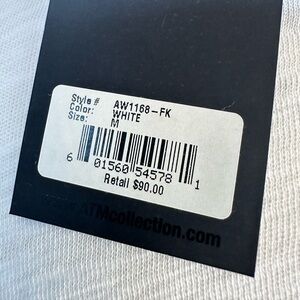 Style # AW1168-FK
Color: WHITE
Size: M
6 01560 54578 1
Retail $90.00
ATMcollection.com